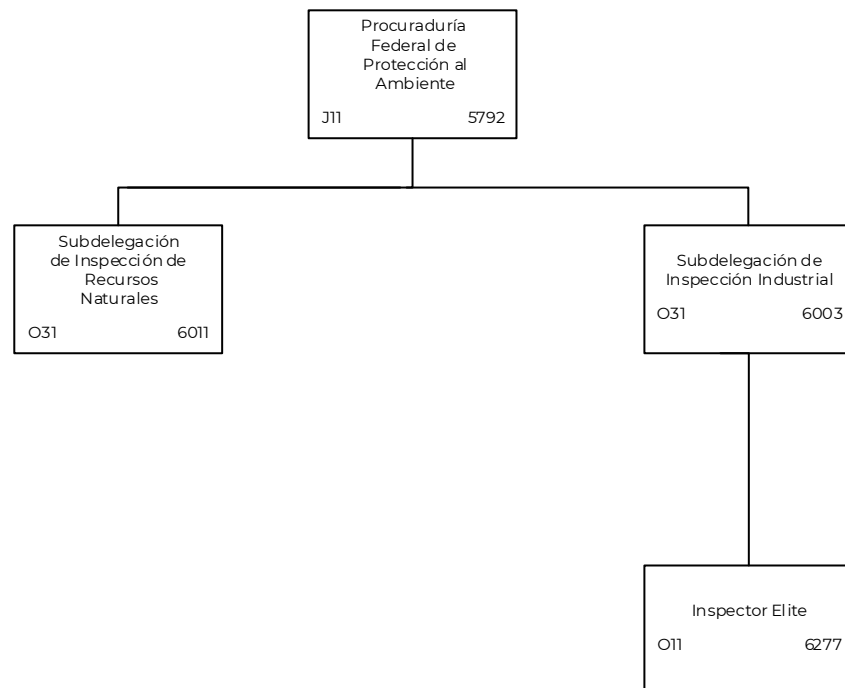 Procuraduría
Federal de
Protección al
Ambiente
J11 5792
Subdelegación
de Inspección de
Recursos
Naturales
O31 6011
Subdelegación de
Inspección Industrial
O31 6003
Inspector Elite
O11 6277